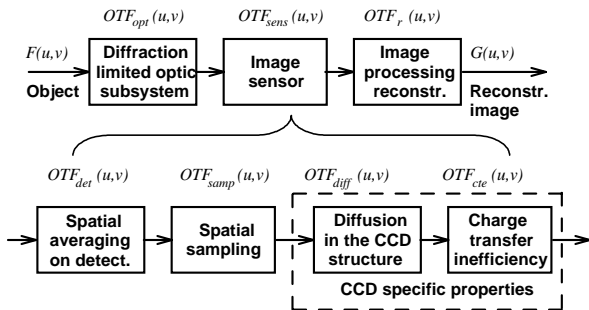 OTF_opt(u,v) OTF_sens(u,v) OTF_r(u,v)
F(u,v) Diffraction Image Image G(u,v)
Object limited optic sensor processing Reconstr.
subsystem reconstr. image
OTF_det(u,v) OTF_samp(u,v) OTF_diff(u,v) OTF_cte(u,v)
Spatial Spatial Diffusion Charge
averaging sampling in the CCD transfer
on detect. structure inefficiency
CCD specific properties